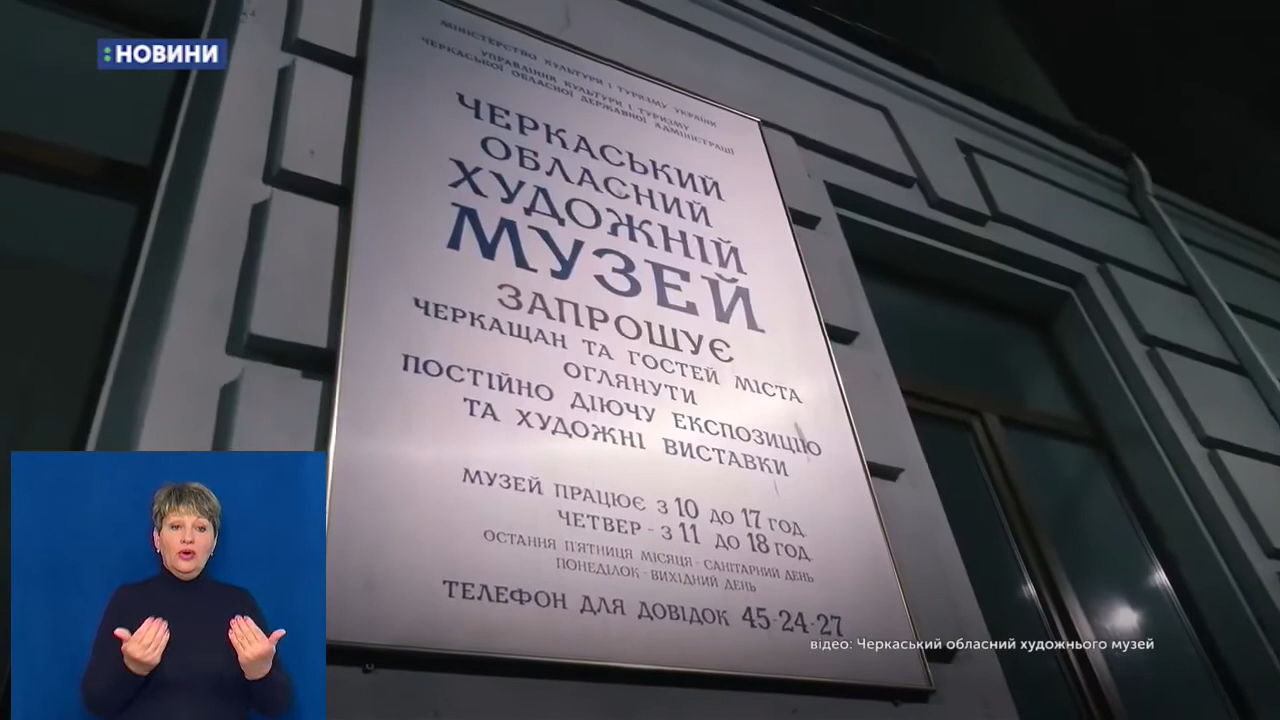 :НОВИНИ
МІНІСТЕРСТВО КУЛЬТУРИ І ТУРИЗМУ УКРАЇНИ
УПРАВЛІННЯ КУЛЬТУРИ І ТУРИЗМУ
ЧЕРКАСЬКОЇ ОБЛАСНОЇ ДЕРЖАВНОЇ АДМІНІСТРАЦІЇ
ЧЕРКАСЬКИЙ
ОБЛАСНИЙ
ХУДОЖНІЙ
МУЗЕЙ
ЗАПРОШУЄ
ЧЕРКАЩАН ТА ГОСТЕЙ МІСТА
ОГЛЯНУТИ
ПОСТІЙНО ДІЮЧУ ЕКСПОЗИЦІЮ
ТА ХУДОЖНІ ВИСТАВКИ
МУЗЕЙ ПРАЦЮЄ З 10 ДО 17 ГОД.
ЧЕТВЕР - З 11 ДО 18 ГОД.
ОСТАННЯ П'ЯТНИЦЯ МІСЯЦЯ - САНІТАРНИЙ ДЕНЬ
ПОНЕДІЛОК - ВИХІДНИЙ ДЕНЬ
ТЕЛЕФОН ДЛЯ ДОВІДОК 45-24-27
відео: Черкаський обласний художнього музей